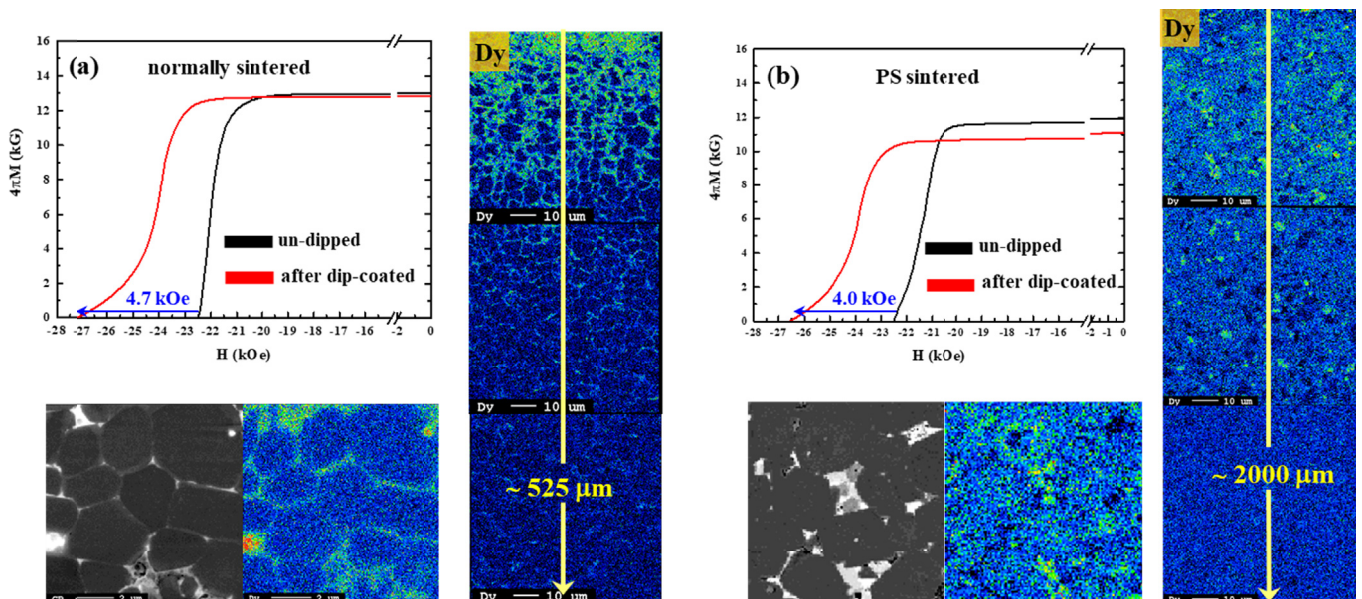 (a)
normally sintered
16
14
12
10
8
6
4
2
0
4πM (kG)
un-dipped
after dip-coated
4.7 kOe
-28 -27 -26 -25 -24 -23 -22 -21 -20 -19 -18 -17 -16 -2 0
H (kOe)
Dy
Dy 10 um
Dy 10 um
~ 525 μm
10 um
2 μm
(b)
PS sintered
16
14
12
10
8
6
4
2
0
4πM (kG)
un-dipped
after dip-coated
4.0 kOe
-28 -27 -26 -25 -24 -23 -22 -21 -20 -19 -18 -17 -16 -2 -1 0
H (kOe)
Dy
Dy 10 um
Dy 10 um
~ 2000 μm
Dy 10 um